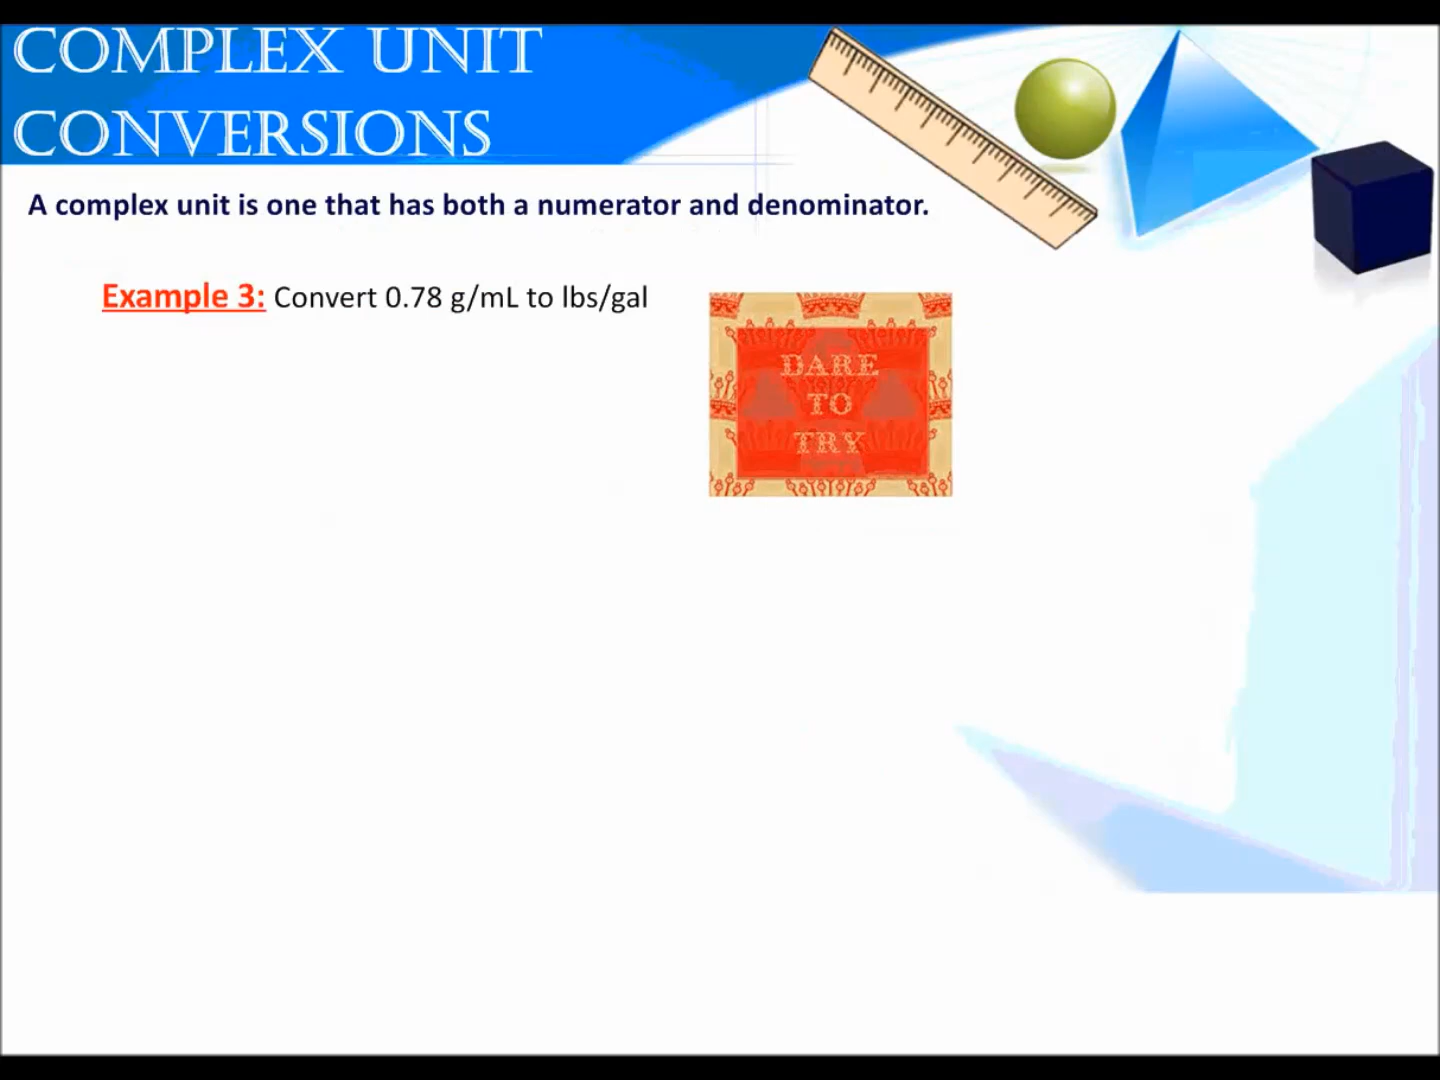 COMPLEX UNIT
CONVERSIONS
A complex unit is one that has both a numerator and denominator.
Example 3: Convert 0.78 g/mL to lbs/gal
DARE
TO
TRY